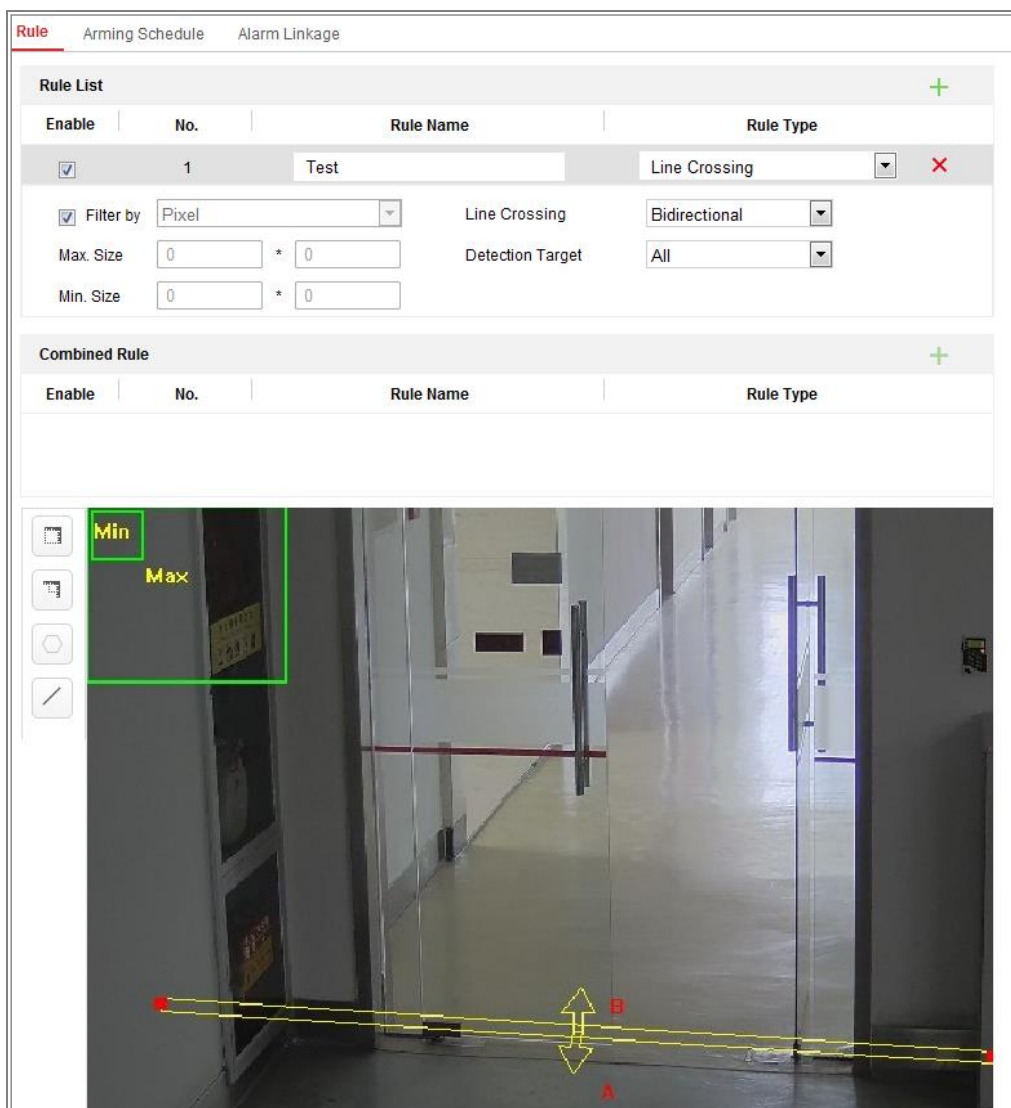 Rule Arming Schedule Alarm Linkage
Rule List
Enable No. Rule Name Rule Type
1 Test Line Crossing
Filter by Pixel Line Crossing Bidirectional
Max. Size 0 * 0 Detection Target All
Min. Size 0 * 0
Combined Rule
Enable No. Rule Name Rule Type
Min
Max
B
A